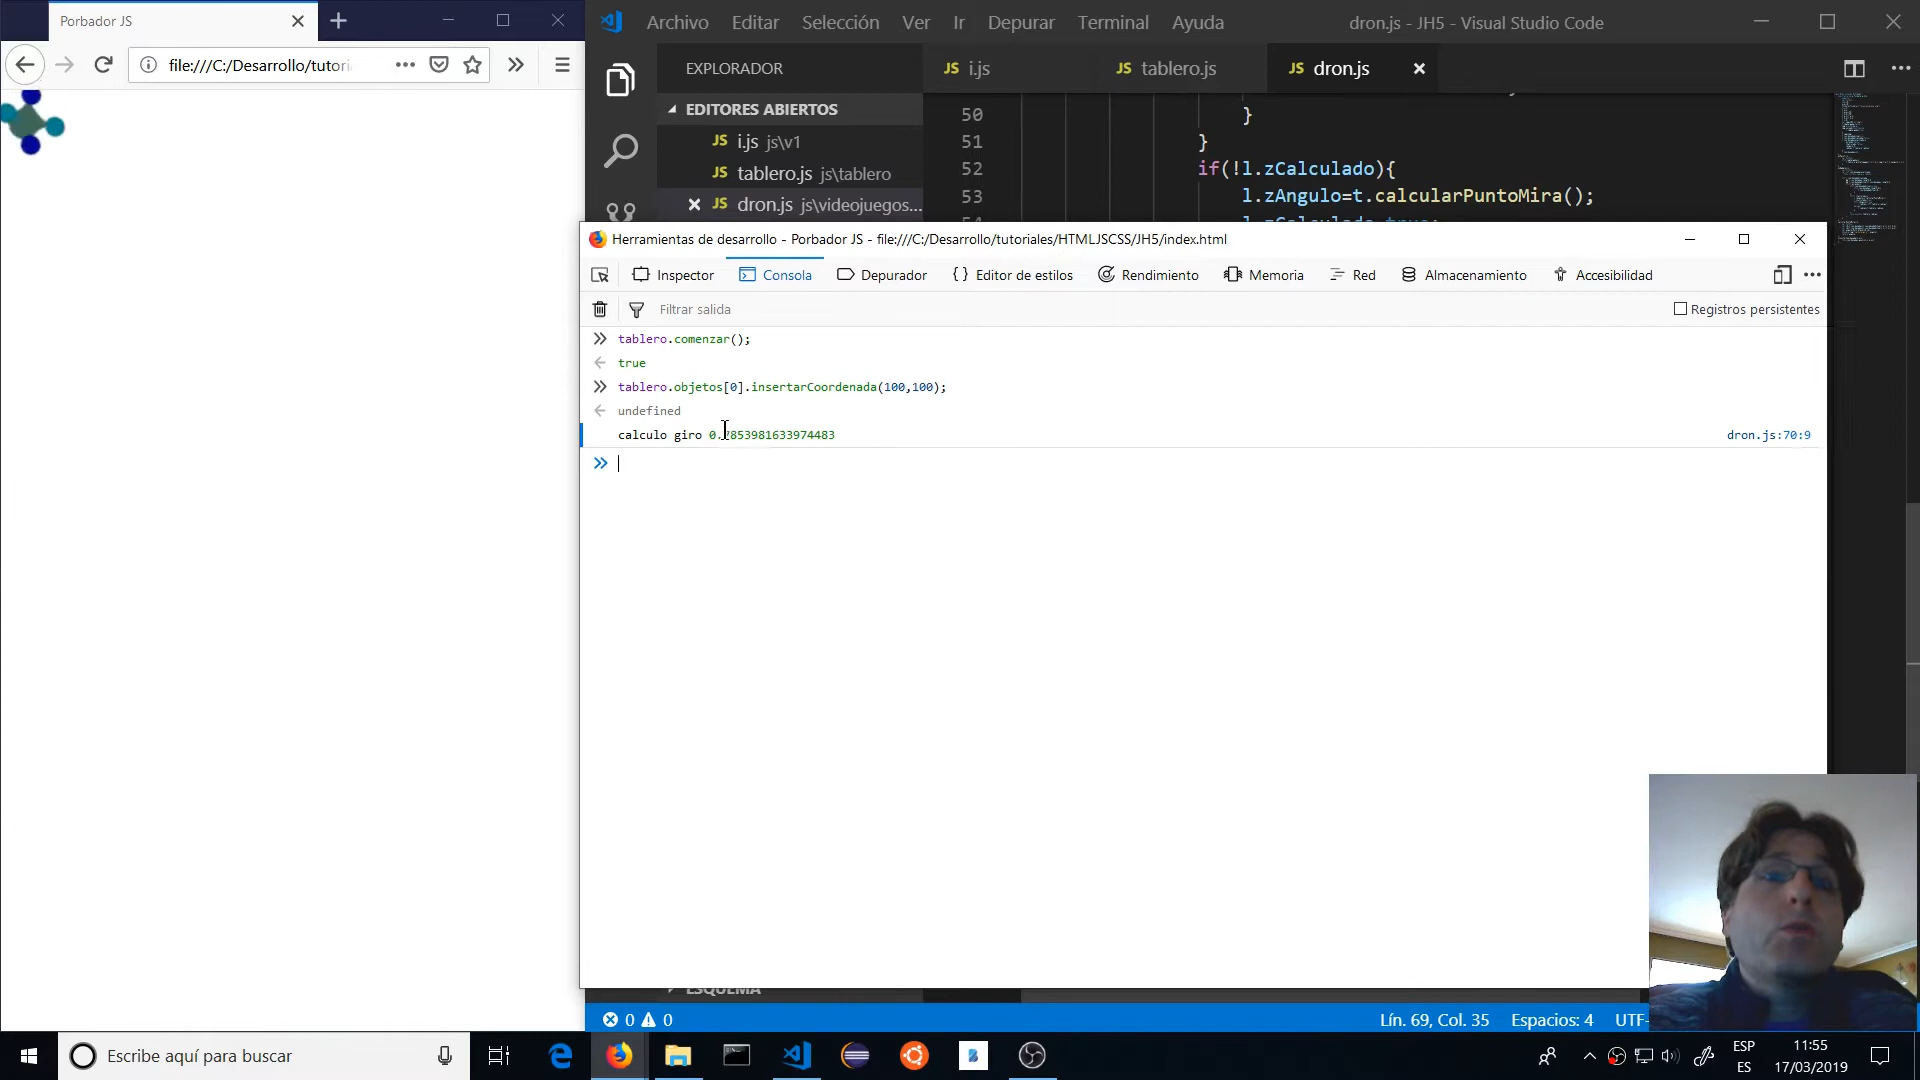 Porbador JS
file:///C:/Desarrollo/tutori
Archivo Editar Selección Ver Ir Depurar Terminal Ayuda
dron.js - JH5 - Visual Studio Code
EXPLORADOR
EDITORES ABIERTOS
JS i.js js\v1
JS tablero.js js\tablero
JS dron.js js\videojuegos...
JS i.js
JS tablero.js
JS dron.js
50 }
51 }
52 if(!l.zCalculado){
53 l.zAngulo=t.calcularPuntoMira();
Herramientas de desarrollo - Porbador JS - file:///C:/Desarrollo/tutoriales/HTMLJSCSS/JH5/index.html
Inspector Consola Depurador Editor de estilos Rendimiento Memoria Red Almacenamiento Accesibilidad
Filtrar salida
Registros persistentes
tablero.comenzar();
true
tablero.objetos[0].insertarCoordenada(100,100);
undefined
calculo giro 0.7853981633974483
dron.js:70:9
ESQUEMA
0 0
Lín. 69, Col. 35 Espacios: 4 UTF-
Escribe aquí para buscar
ESP
ES
11:55
17/03/2019